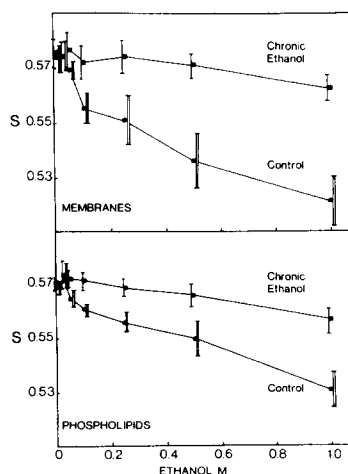 Chronic
Ethanol
0.57
S
0.55
Control
0.53
MEMBRANES
Chronic
Ethanol
0.57
S
0.55
Control
0.53
PHOSPHOLIPIDS
0 0.2 0.4 0.6 0.8 1.0
ETHANOL M